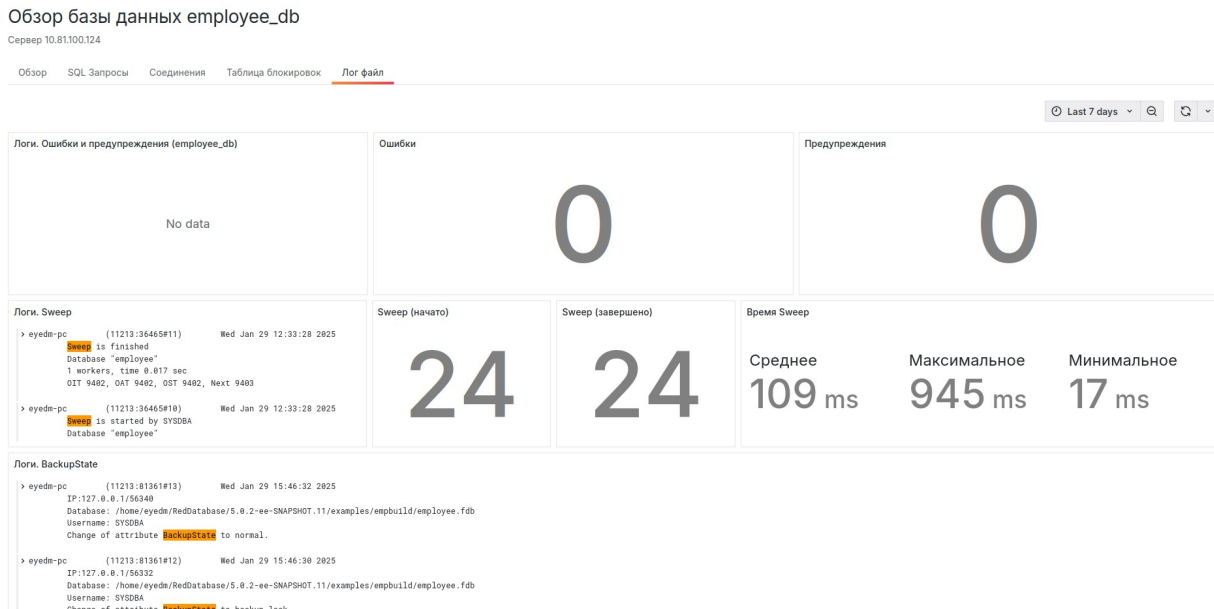 Обзор базы данных employee_db
Сервер 10.81.100.124
Обзор SQL Запросы Соединения Таблица блокировок Лог файл
Last 7 days
Логи. Ошибки и предупреждения (employee_db)
No data
Ошибки
0
Предупреждения
0
Логи. Sweep
eyedm-pc (11213:36465#11) Wed Jan 29 12:33:28 2025
Sweep is finished
Database "employee"
1 workers, time 0.017 sec
OIT 9402, OAT 9402, OST 9402, Next 9403
eyedm-pc (11213:36465#10) Wed Jan 29 12:33:28 2025
Sweep is started by SYSDBA
Database "employee"
Sweep (начато)
24
Sweep (завершено)
24
Время Sweep
Среднее
109 ms
Максимальное
945 ms
Минимальное
17 ms
Логи. BackupState
eyedm-pc (11213:81361#13) Wed Jan 29 15:46:32 2025
IP:127.0.0.1/56340
Database: /home/eyedm/RedDatabase/5.0.2-ee-SNAPSHOT.11/examples/empbuild/employee.fdb
Username: SYSDBA
Change of attribute BackupState to normal.
eyedm-pc (11213:81361#12) Wed Jan 29 15:46:30 2025
IP:127.0.0.1/56332
Database: /home/eyedm/RedDatabase/5.0.2-ee-SNAPSHOT.11/examples/empbuild/employee.fdb
Username: SYSDBA
Change of attribute BackupState to backup lock